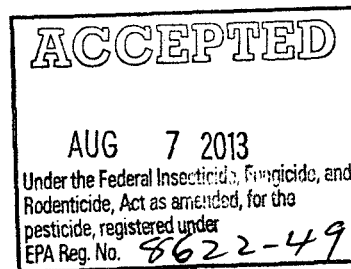 ACCEPTED
AUG 7 2013
Under the Federal Insecticide, Fungicide, and
Rodenticide, Act as amended, for the
pesticide, registered under
EPA Reg. No. 8622-49